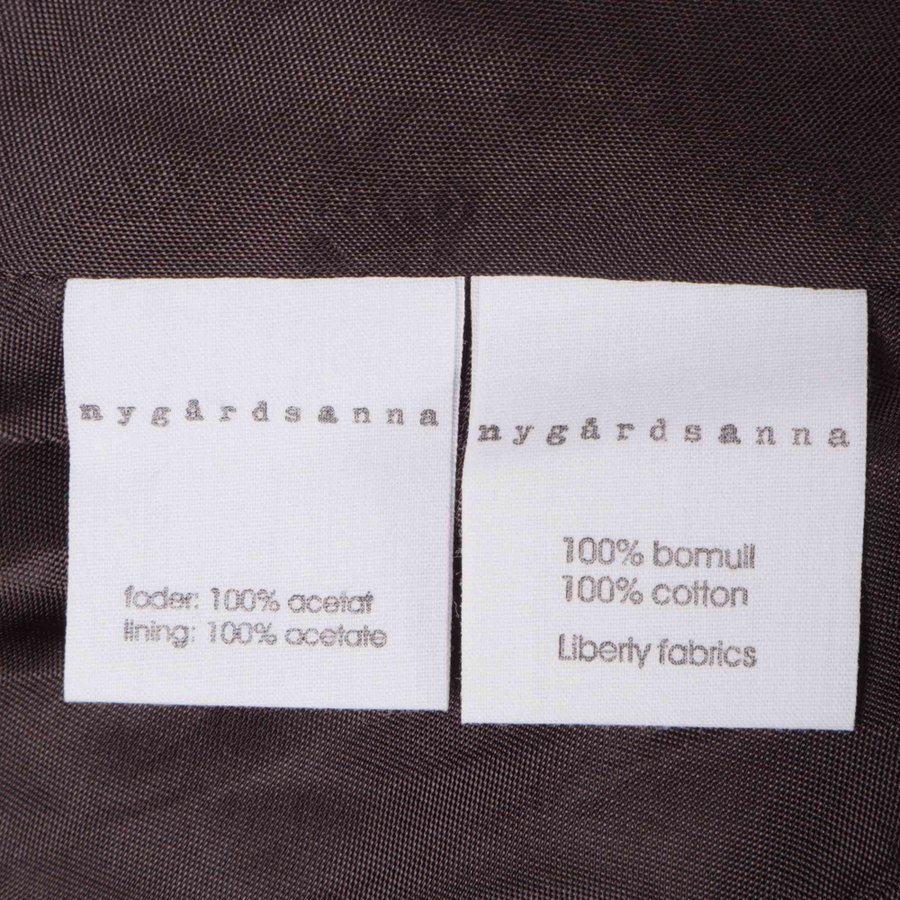 nygårdsanna
foder: 100% acetat
lining: 100% acetate
nygårdsanna
100% bomull
100% cotton
Liberty fabrics